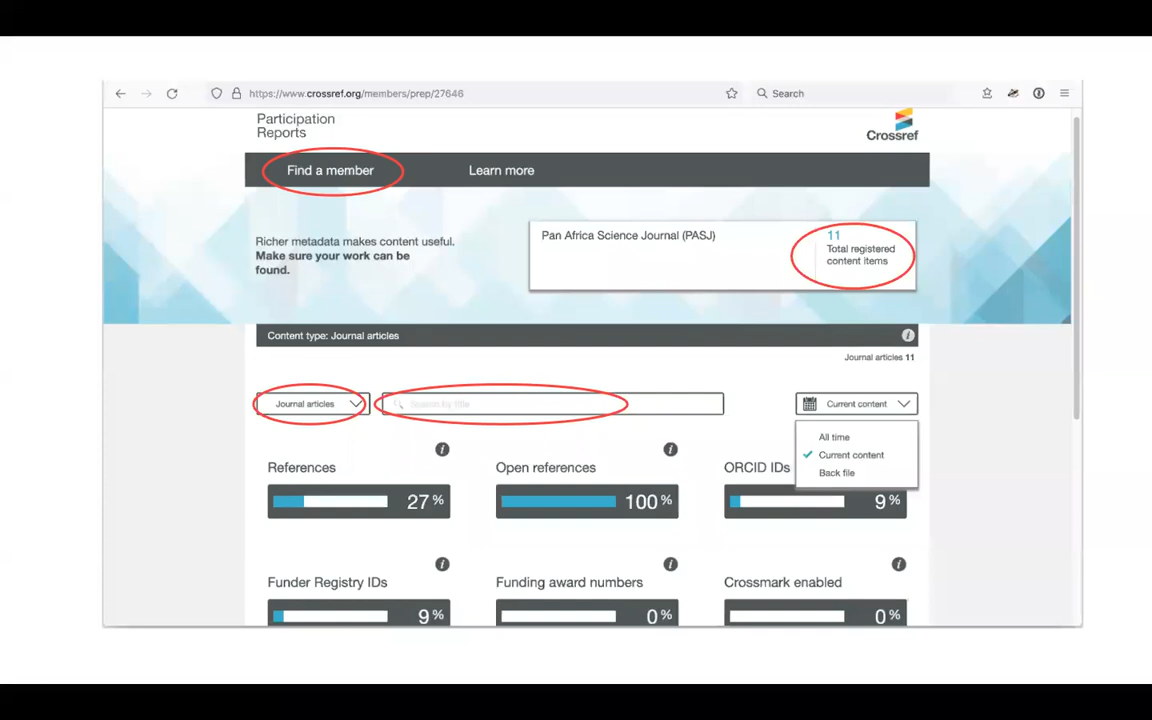 https://www.crossref.org/members/prep/27646
Search
Participation
Reports
Crossref
Find a member
Learn more
Richer metadata makes content useful.
Make sure your work can be
found.
Pan Africa Science Journal (PASJ)
11
Total registered
content items
Content type: Journal articles
Journal articles 11
Journal articles
Search by title
Current content
All time
Current content
Back file
References
27%
Open references
100%
ORCID IDs
9%
Funder Registry IDs
9%
Funding award numbers
0%
Crossmark enabled
0%